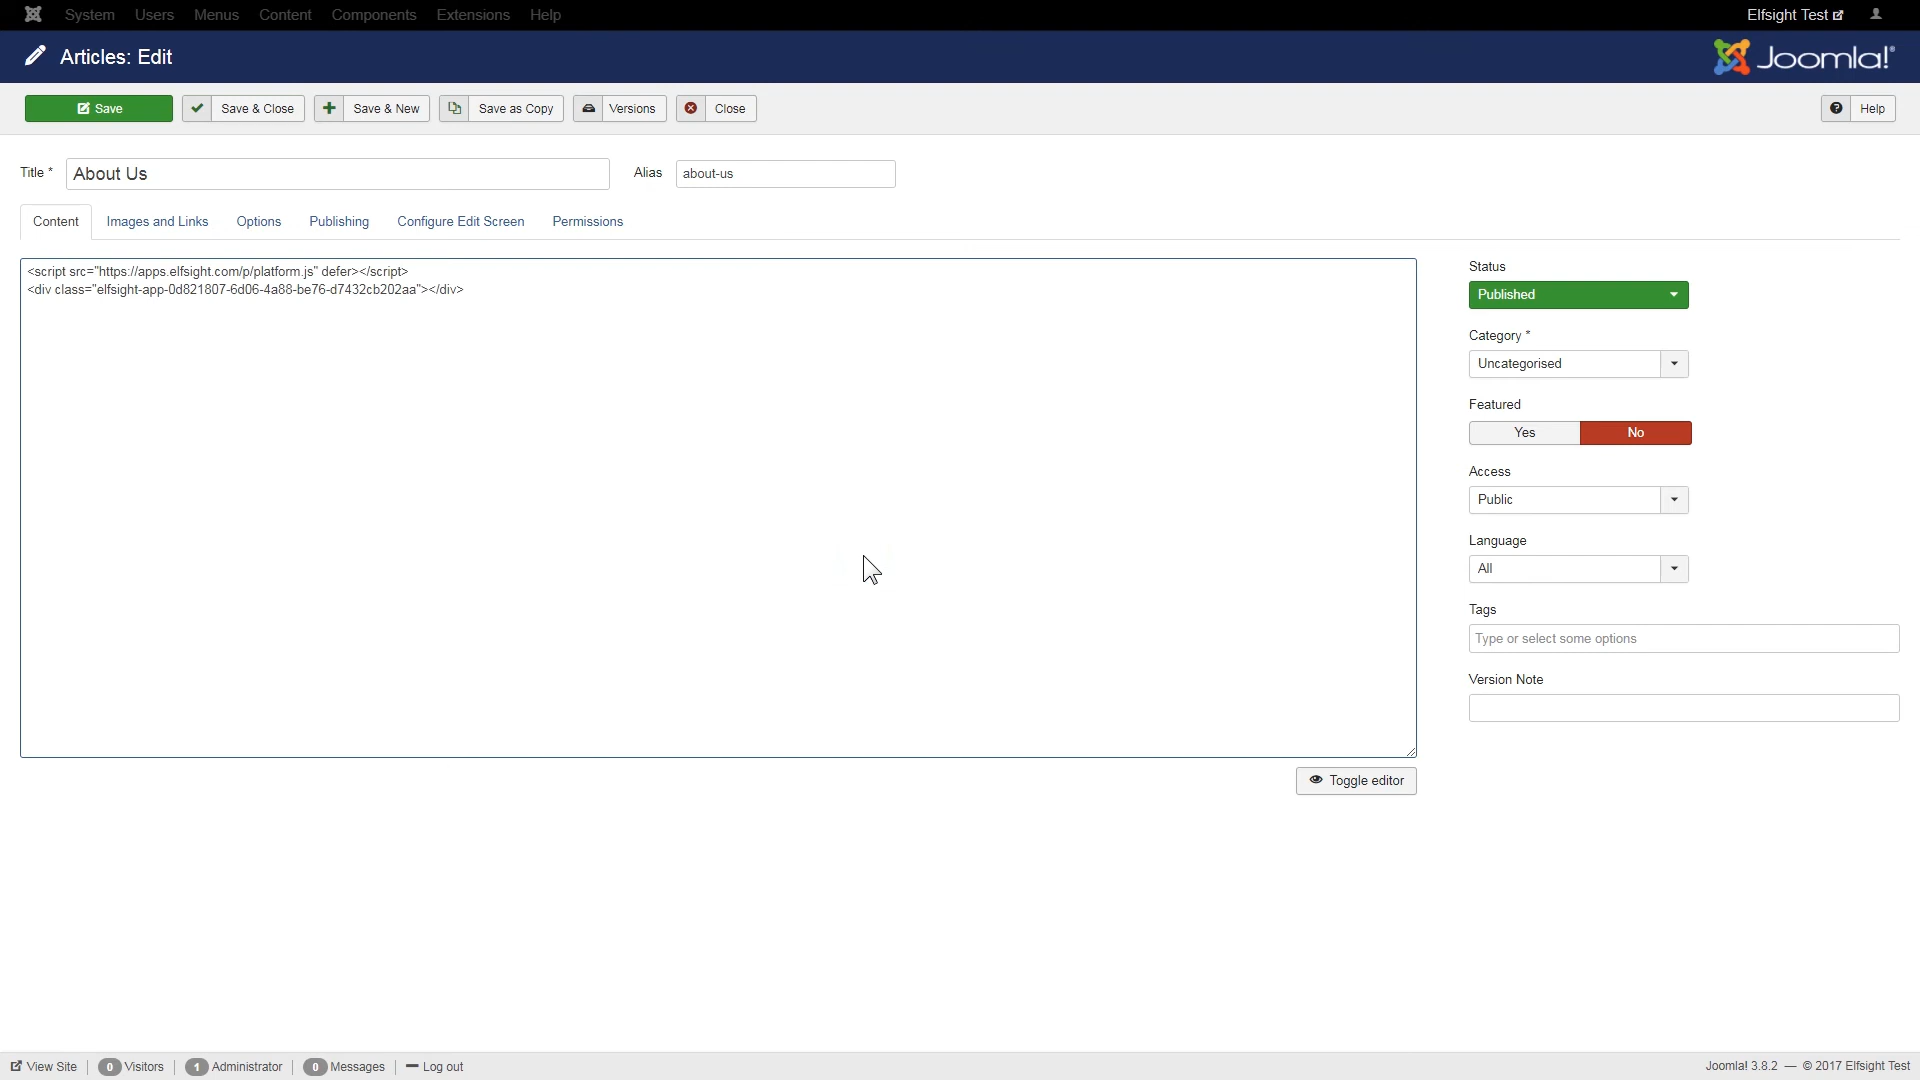 System Users Menus Content Components Extensions Help Elfsight Test
Articles: Edit Joomla!®
Save Save & Close Save & New Save as Copy Versions Close Help
Title * About Us Alias about-us
Content Images and Links Options Publishing Configure Edit Screen Permissions
<script src="https://apps.elfsight.com/p/platform.js" defer></script>
<div class="elfsight-app-0d821807-6d06-4a88-be76-d7432cb202aa"></div>
Status
Published
Category *
Uncategorised
Featured
Yes No
Access
Public
Language
All
Tags
Type or select some options
Version Note
Toggle editor
View Site 0 Visitors 1 Administrator 0 Messages Log out Joomla! 3.8.2 — © 2017 Elfsight Test